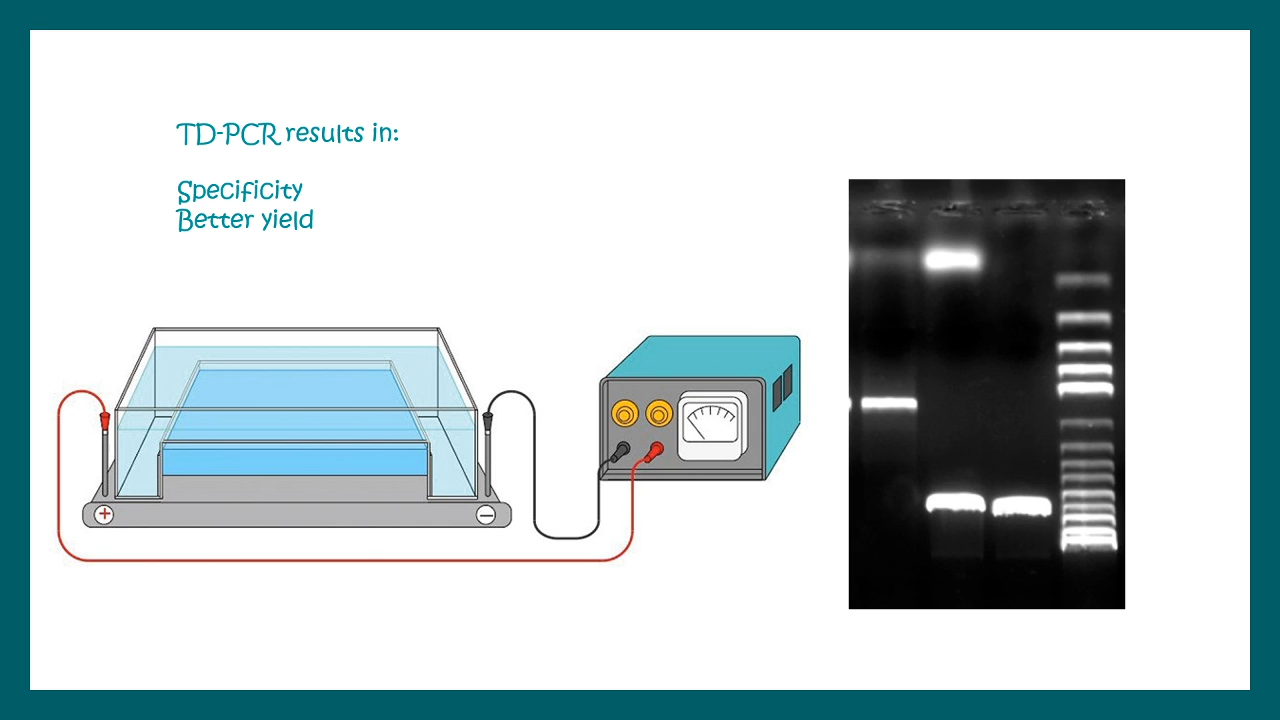 TD-PCR results in:
Specificity
Better yield
+
−